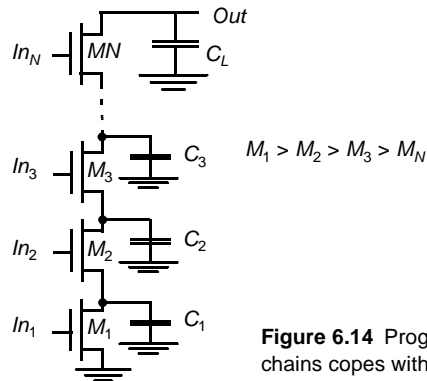 Out
In_N MN
C_L
In_3 M_3 C_3
M_1 > M_2 > M_3 > M_N
In_2 M_2 C_2
In_1 M_1 C_1
Figure 6.14 Prog
chains copes with